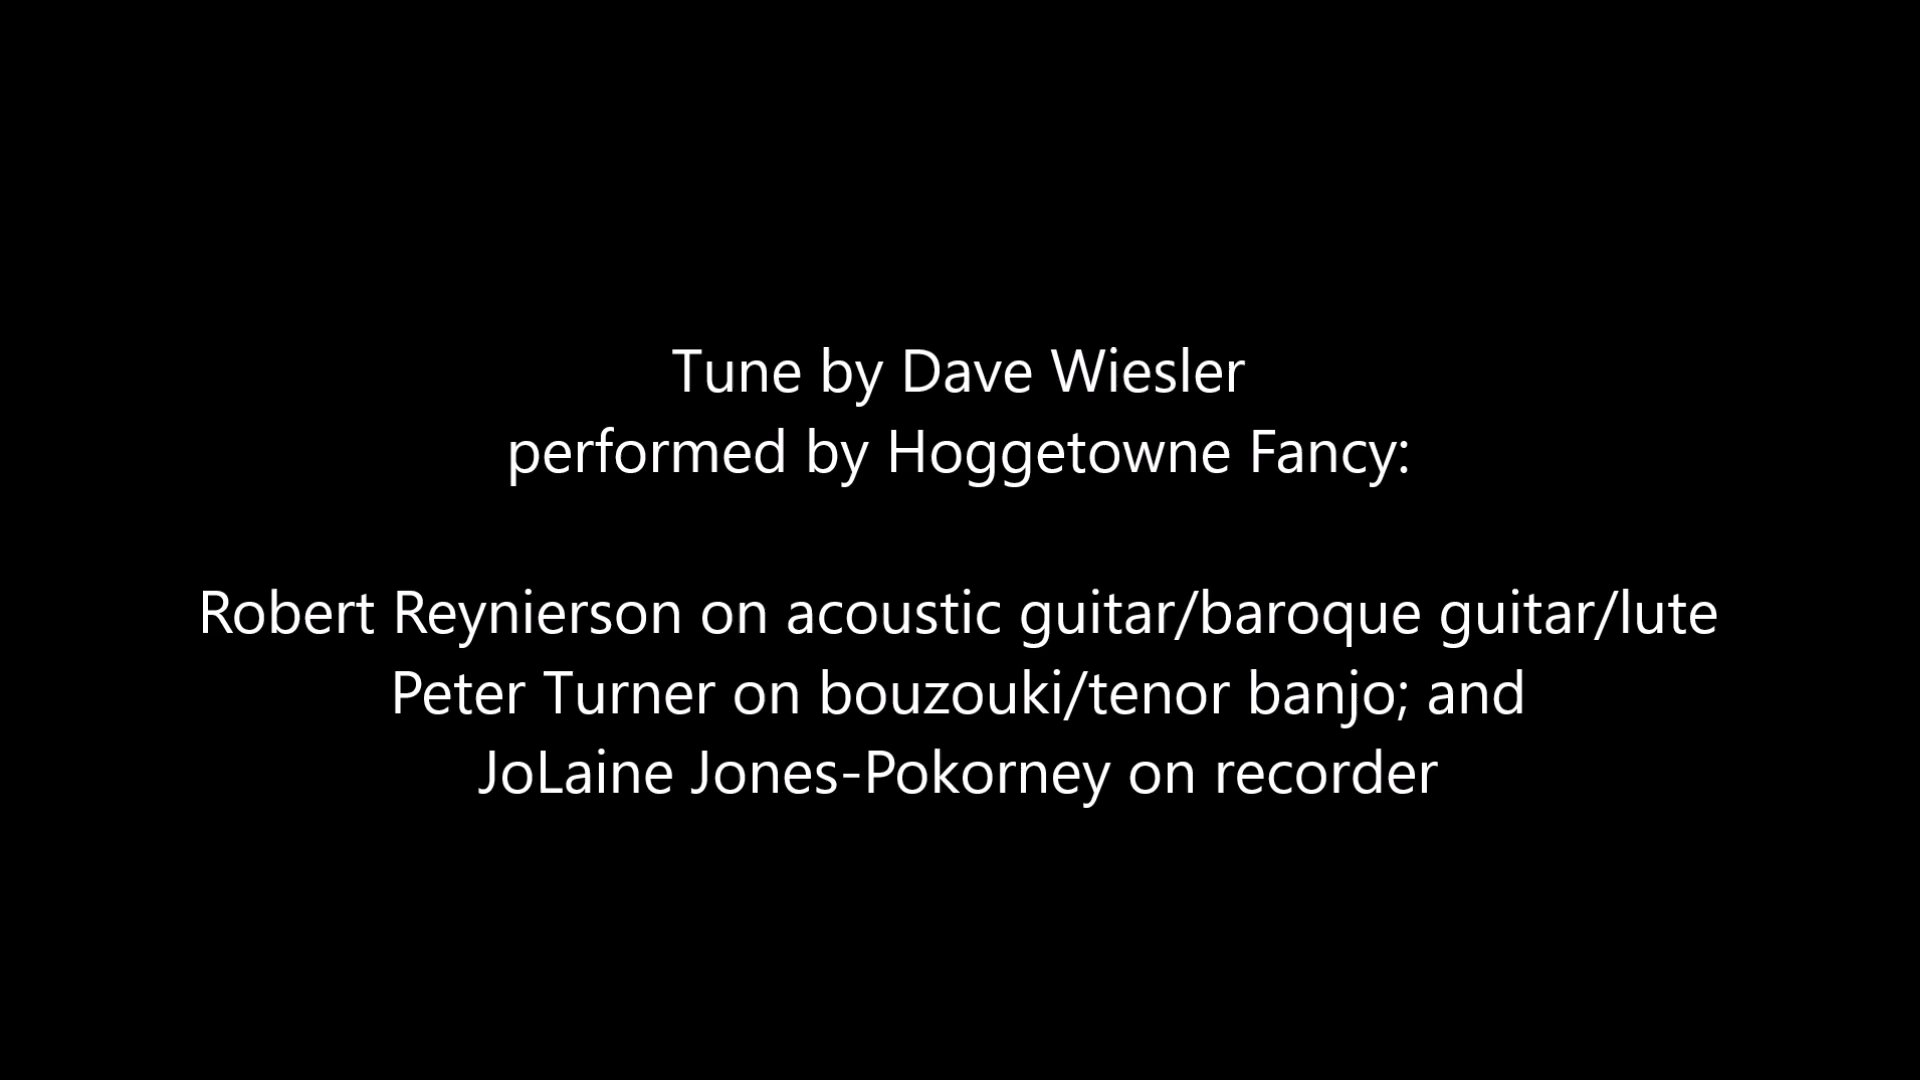 Tune by Dave Wiesler
performed by Hoggetowne Fancy:
Robert Reynierson on acoustic guitar/baroque guitar/lute
Peter Turner on bouzouki/tenor banjo; and
JoLaine Jones-Pokorney on recorder